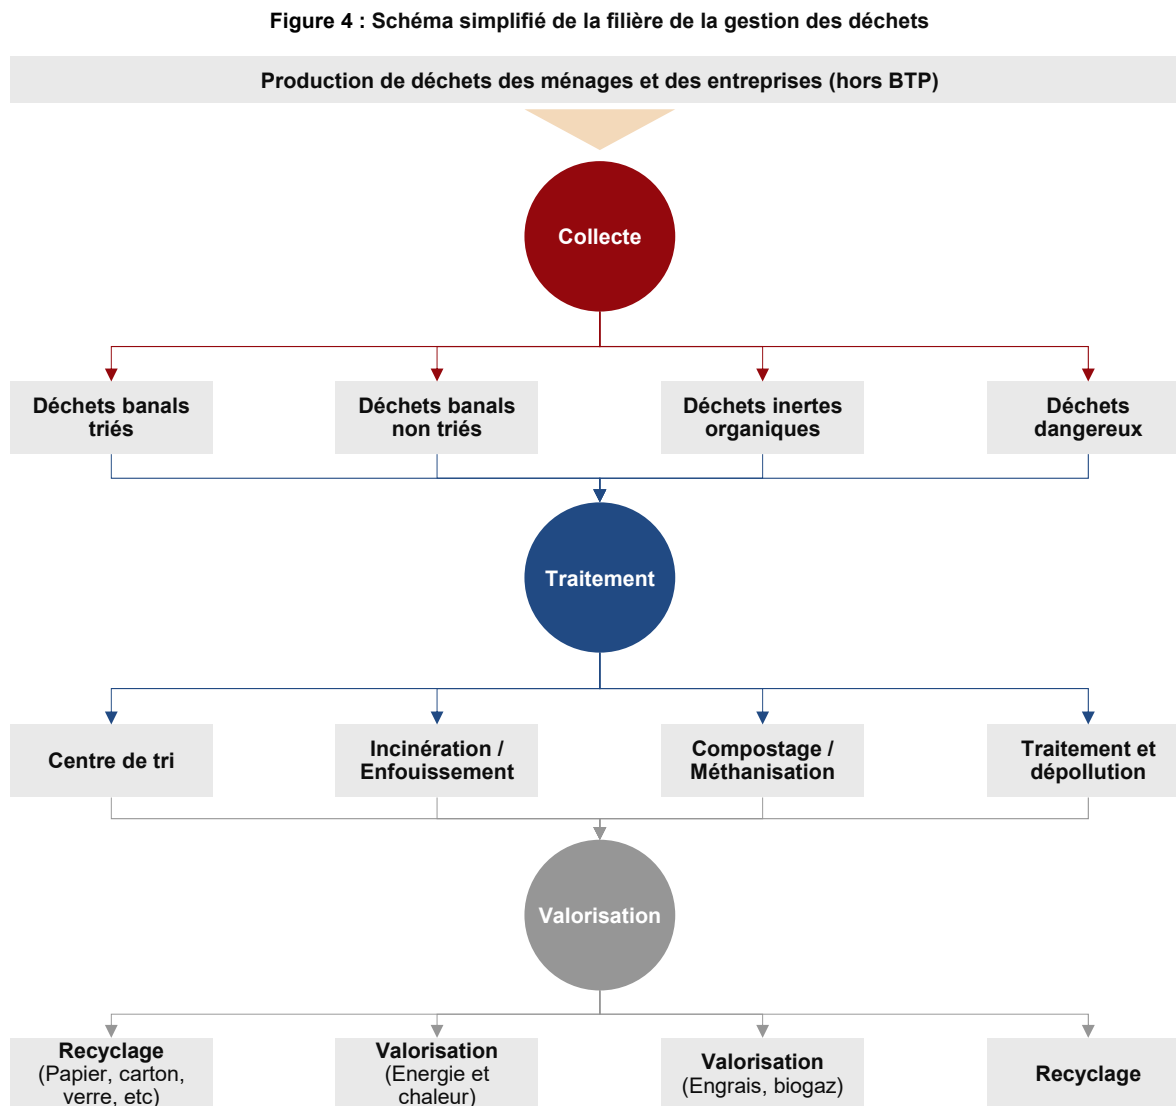 Figure 4 : Schéma simplifié de la filière de la gestion des déchets
Production de déchets des ménages et des entreprises (hors BTP)
Collecte
Déchets banals
triés
Déchets banals
non triés
Déchets inertes
organiques
Déchets
dangereux
Traitement
Centre de tri
Incinération /
Enfouissement
Compostage /
Méthanisation
Traitement et
dépollution
Valorisation
Recyclage
(Papier, carton,
verre, etc)
Valorisation
(Energie et
chaleur)
Valorisation
(Engrais, biogaz)
Recyclage